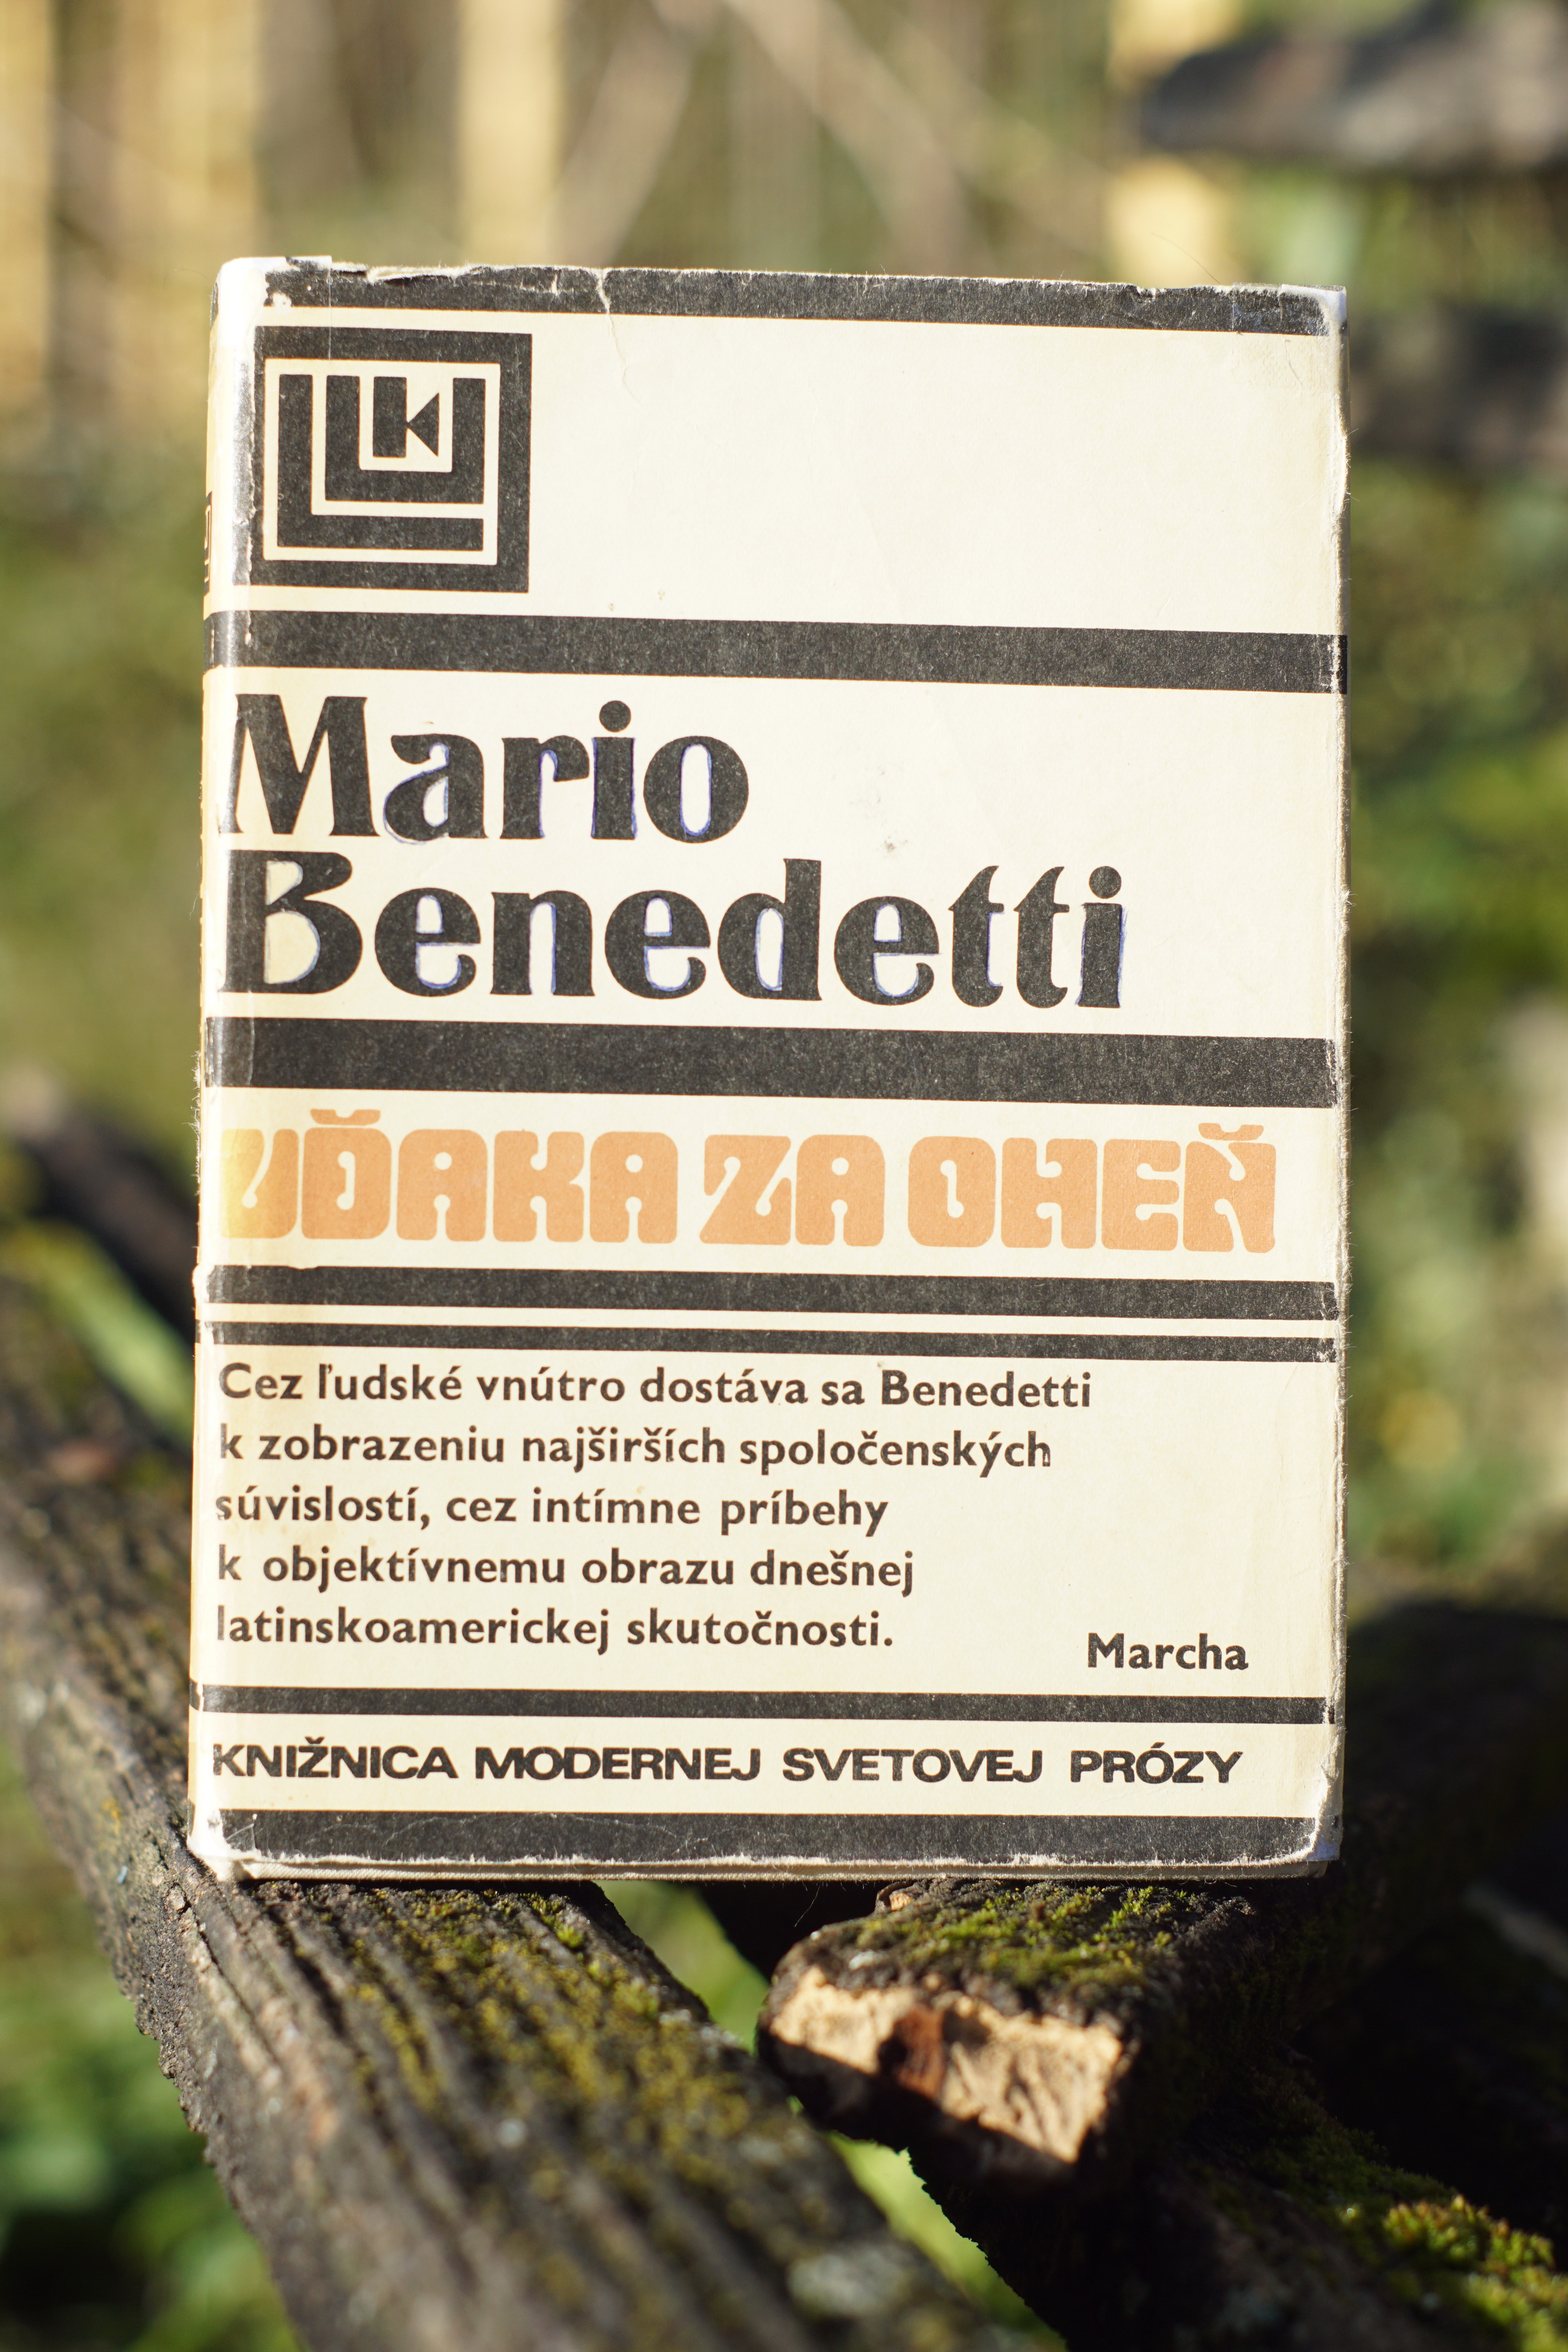 Mario
Benedetti
VĎAKA ZA OHEŇ
Cez ľudské vnútro dostáva sa Benedetti
k zobrazeniu najširších spoločenských
súvislostí, cez intímne príbehy
k objektívnemu obrazu dnešnej
latinskoamerickej skutočnosti.
Marcha
KNIŽNICA MODERNEJ SVETOVEJ PRÓZY